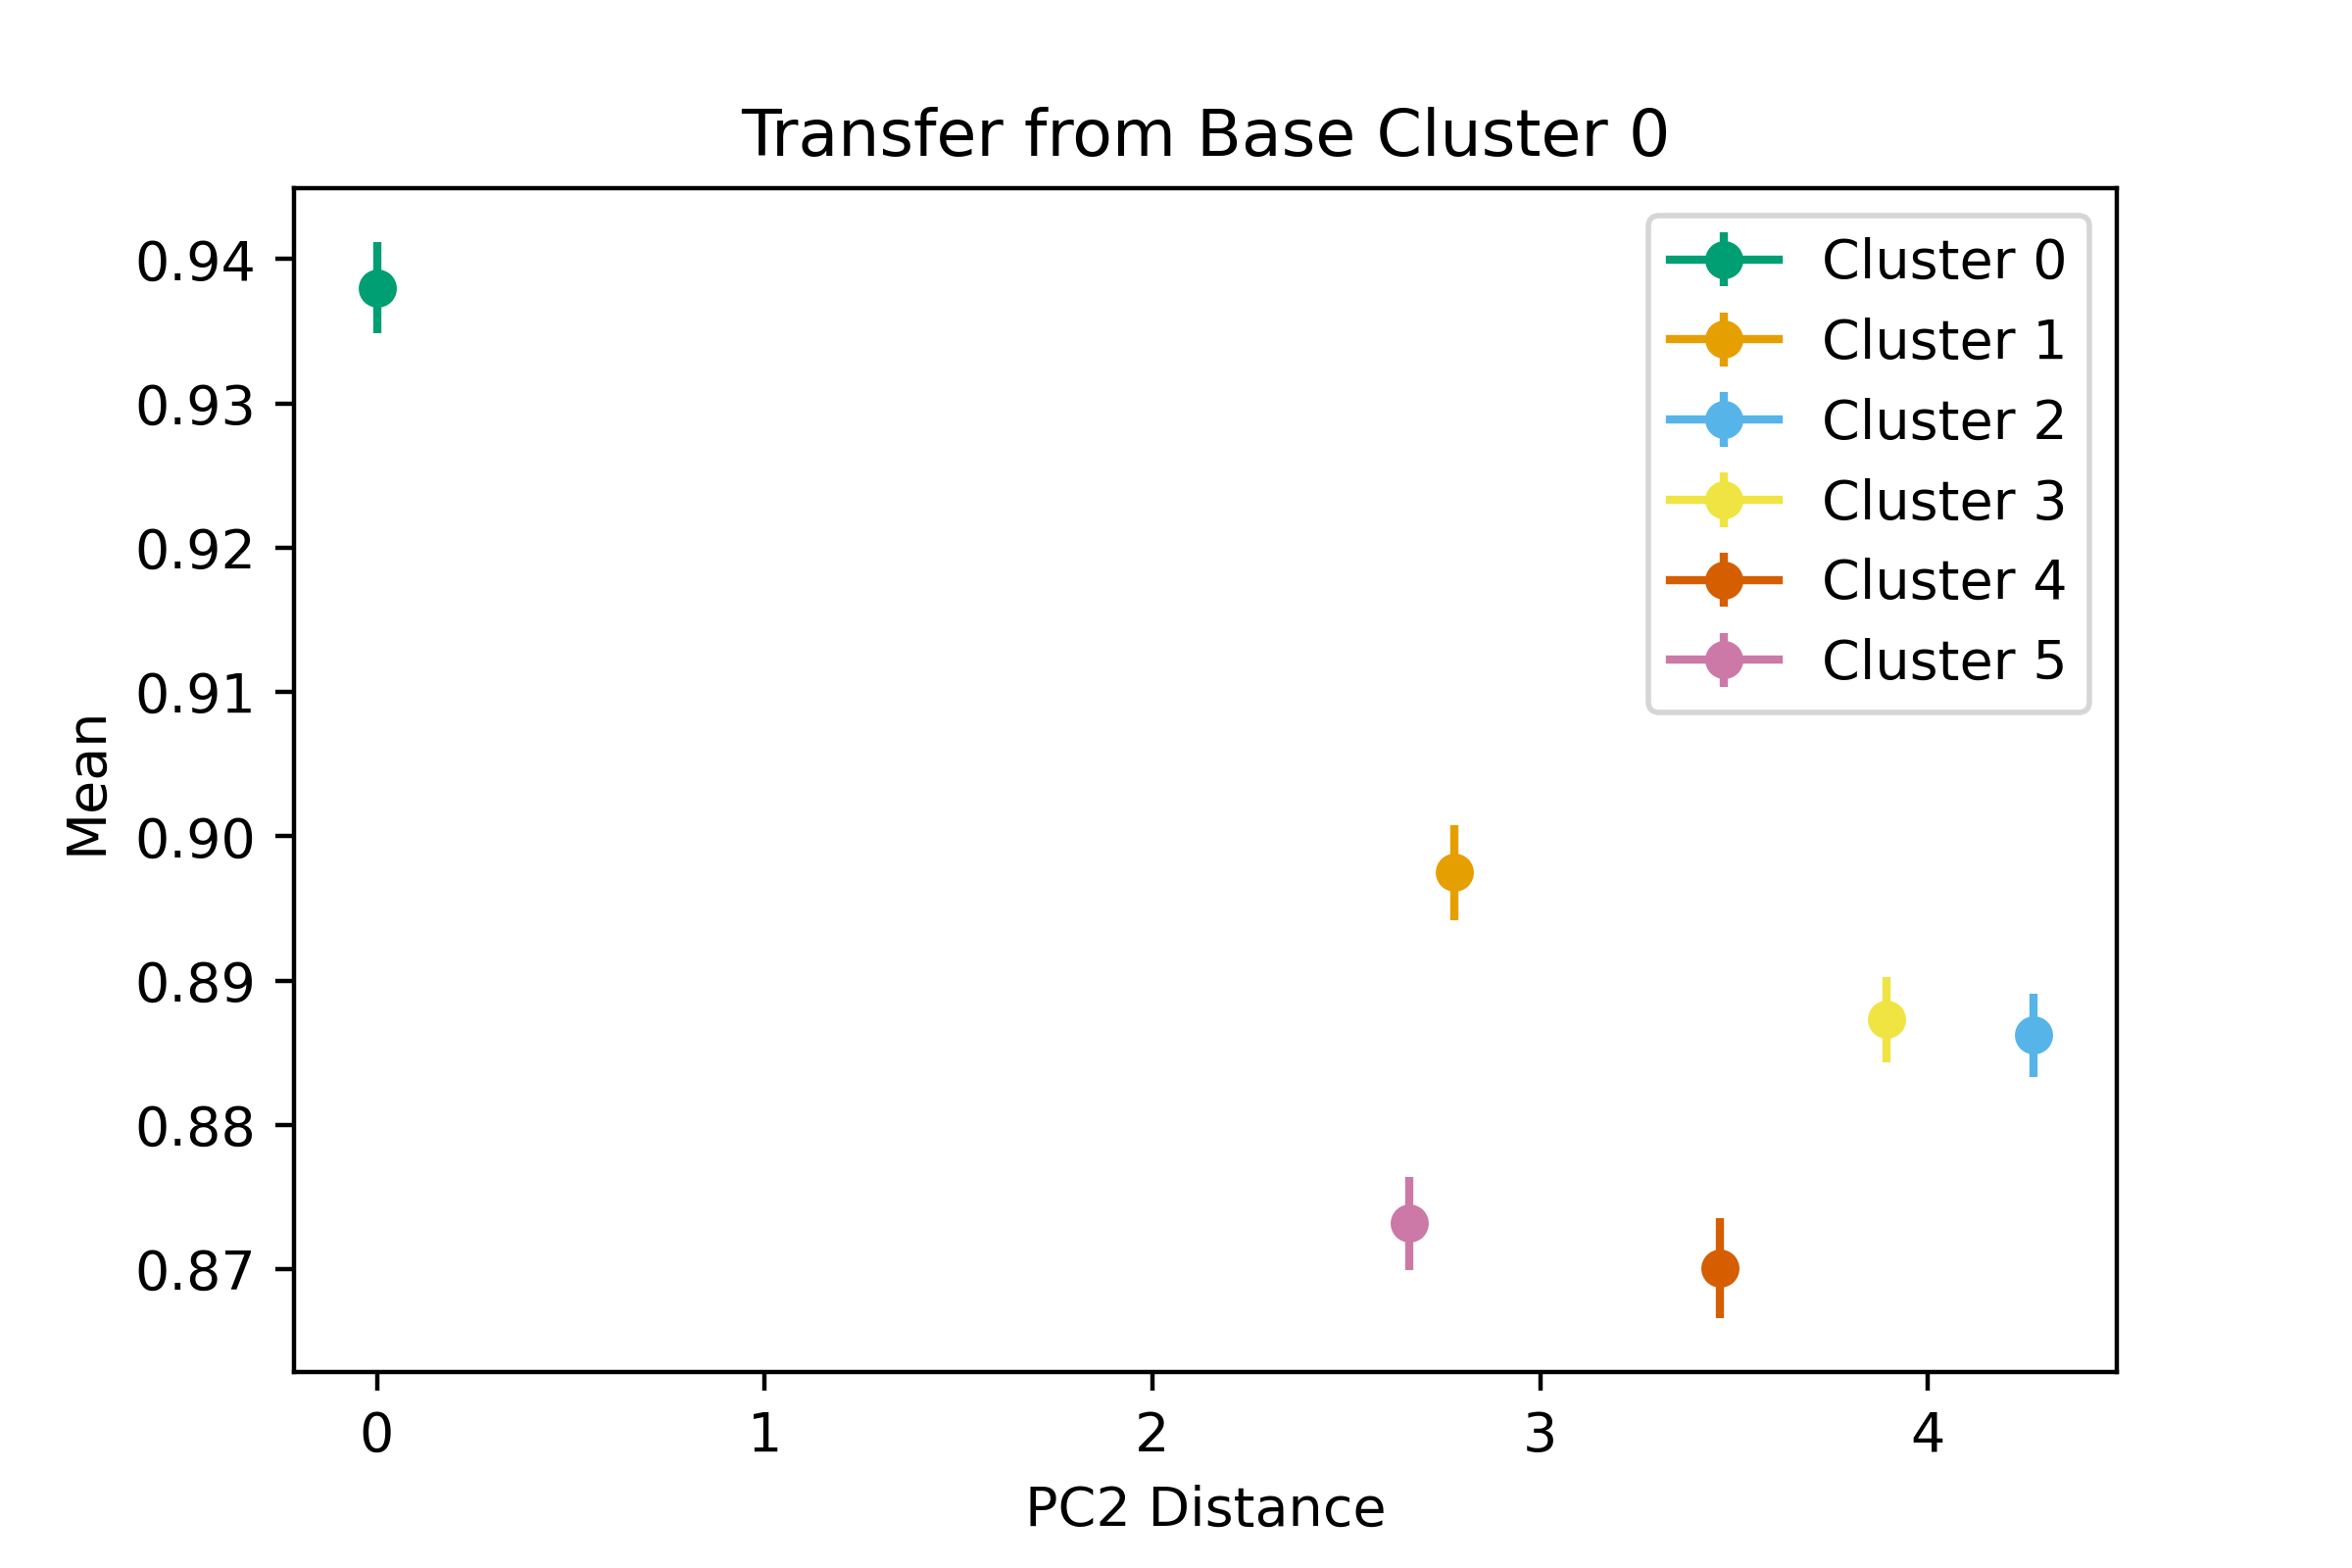 Transfer from Base Cluster 0
Mean
0.94
0.93
0.92
0.91
0.90
0.89
0.88
0.87
Cluster 0
Cluster 1
Cluster 2
Cluster 3
Cluster 4
Cluster 5
0 1 2 3 4
PC2 Distance